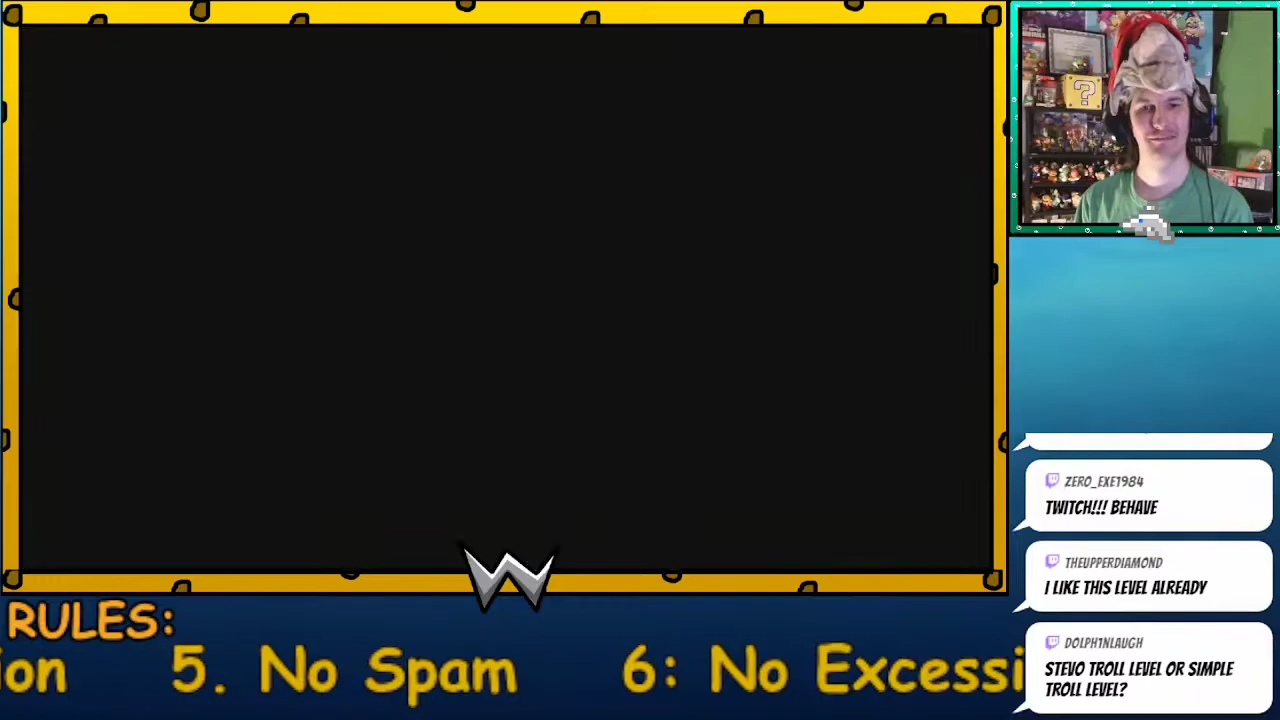 ?
ZERO_EXE1984
TWITCH!!! BEHAVE
THEUPPERDIAMOND
I LIKE THIS LEVEL ALREADY
DOLPH1NLAUGH
STEVO TROLL LEVEL OR SIMPLE
TROLL LEVEL?
W
RULES:
ion 5. No Spam 6: No Excessi